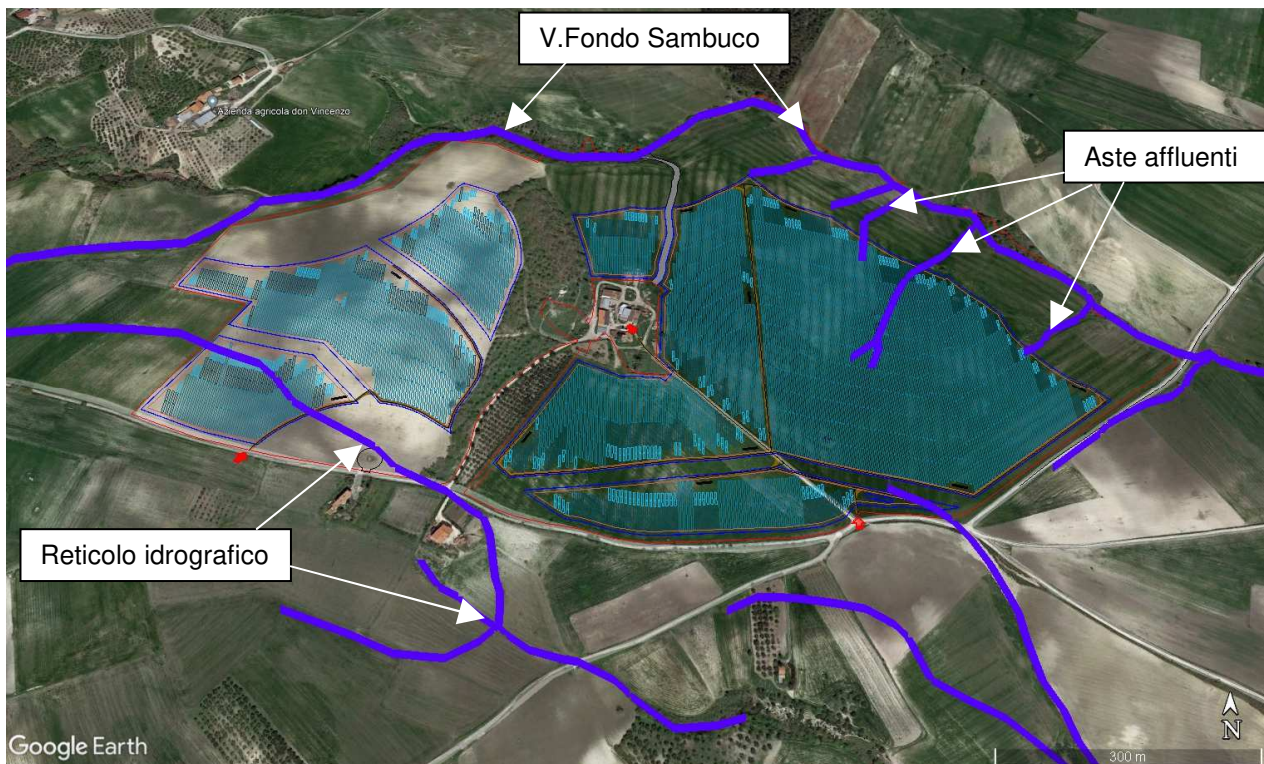 V.Fondo Sambuco
Azienda agricola don Vincenzo
Aste affluenti
Reticolo idrografico
N
Google Earth
300 m